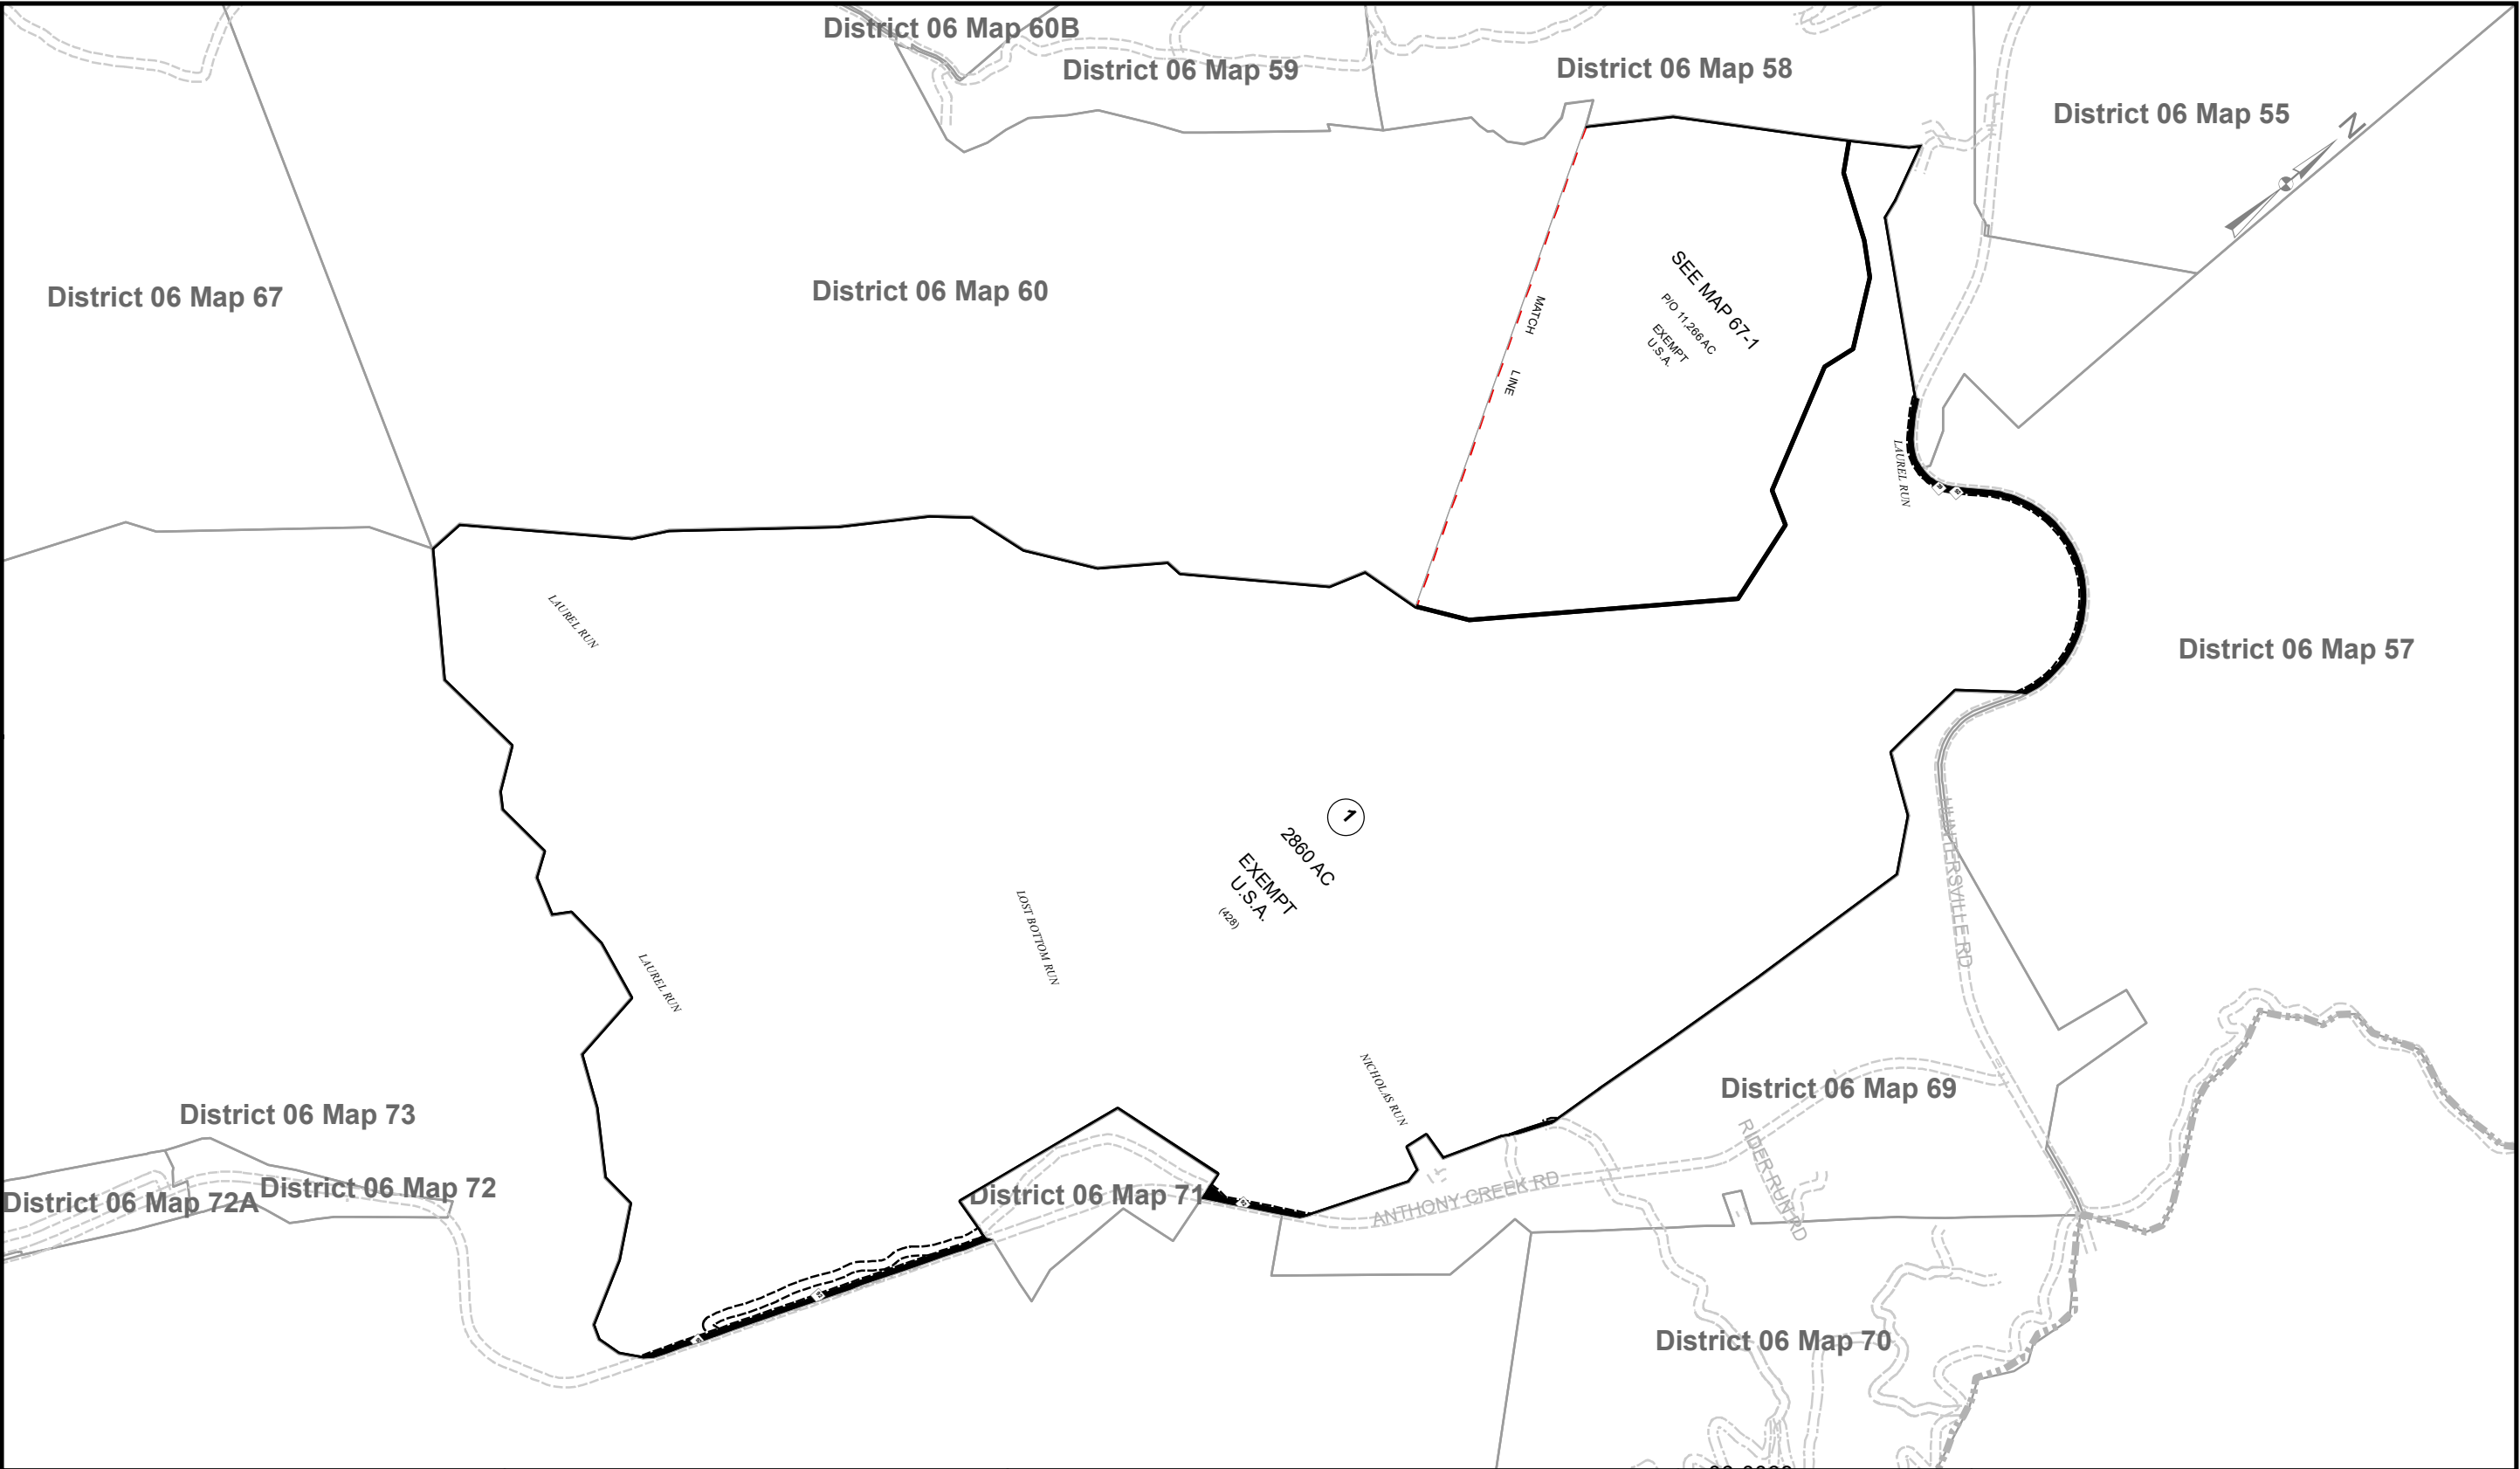 District 06 Map 60B
District 06 Map 59
District 06 Map 58
District 06 Map 55
N
District 06 Map 67
District 06 Map 60
MATCH
LINE
SEE MAP 67-1
P/O 11.266 AC
EXEMPT
U.S.A.
LAUREL RUN
LAUREL RUN
District 06 Map 57
1
2860 AC
EXEMPT
U.S.A.
(428)
HUNTERSVILLE RD
LOST BOTTOM RUN
LAUREL RUN
NICHOLAS RUN
District 06 Map 69
RIDER RUN RD
District 06 Map 73
District 06 Map 72
District 06 Map 72A
District 06 Map 71
ANTHONY CREEK RD
District 06 Map 70